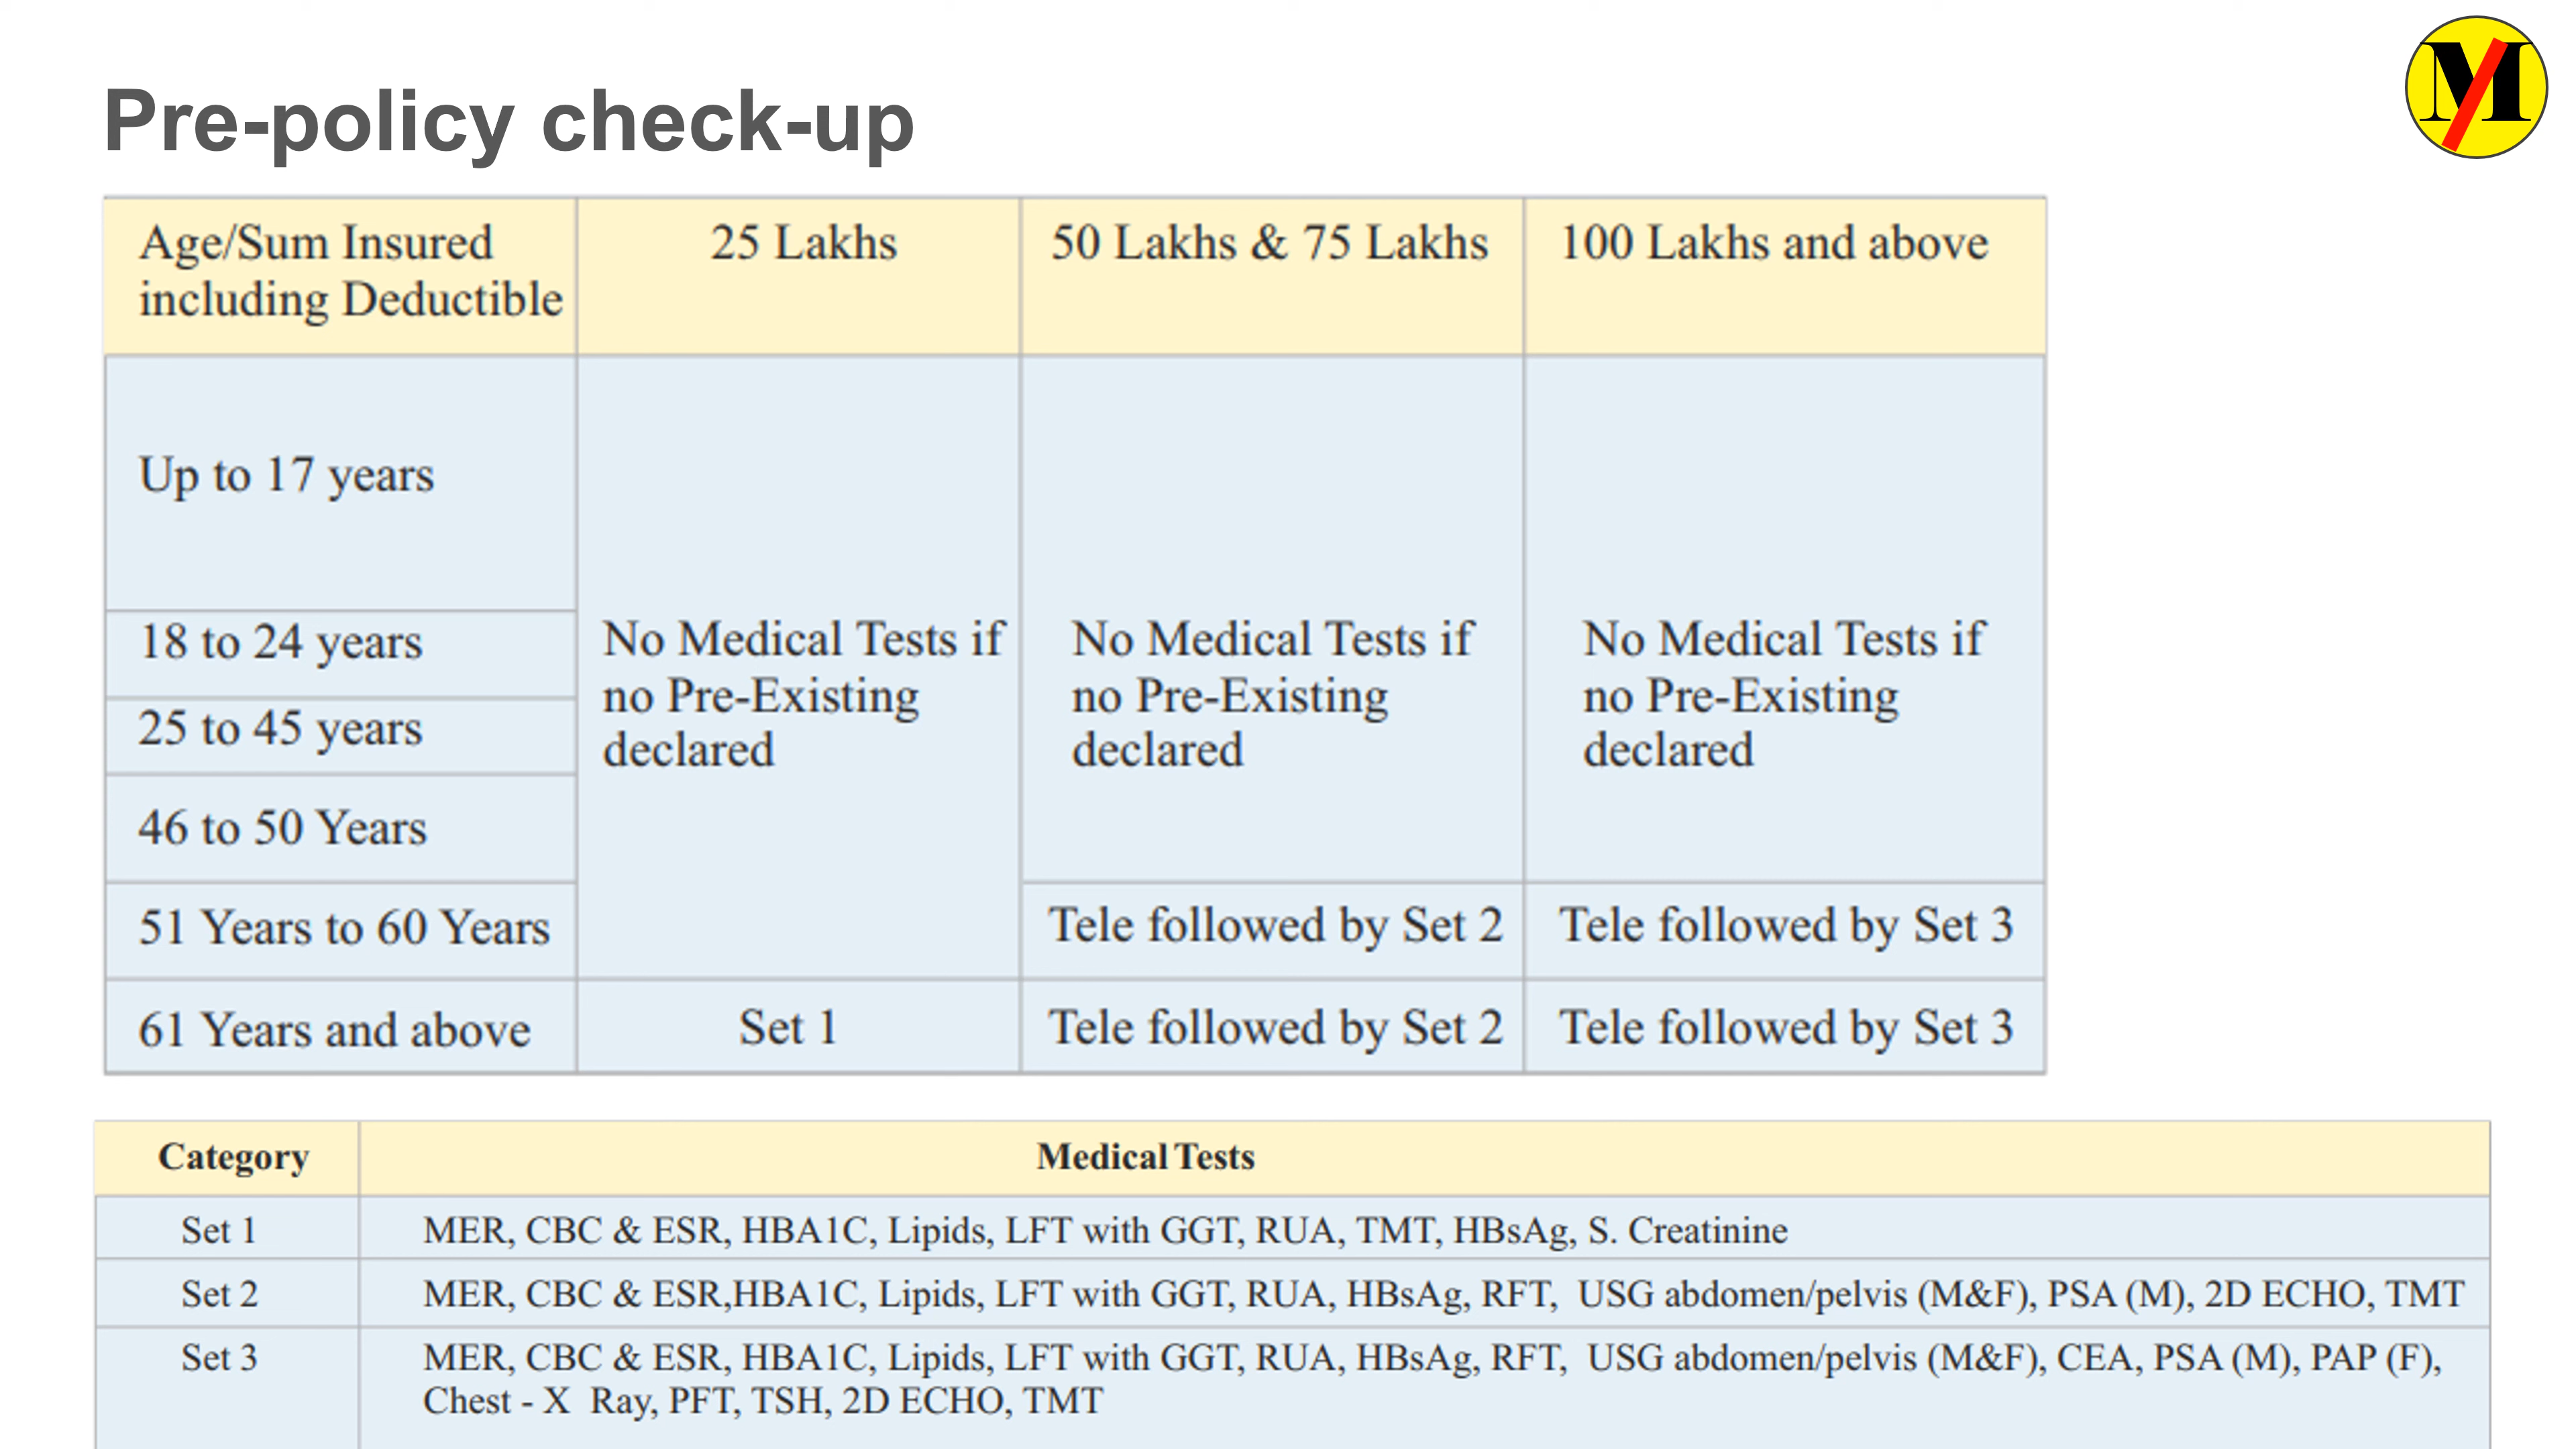 Pre-policy check-up
M
Age/Sum Insured
including Deductible
25 Lakhs
50 Lakhs & 75 Lakhs
100 Lakhs and above
Up to 17 years
18 to 24 years
25 to 45 years
46 to 50 Years
No Medical Tests if
no Pre-Existing
declared
No Medical Tests if
no Pre-Existing
declared
No Medical Tests if
no Pre-Existing
declared
51 Years to 60 Years
Tele followed by Set 2
Tele followed by Set 3
61 Years and above
Set 1
Tele followed by Set 2
Tele followed by Set 3
Category
Medical Tests
Set 1
MER, CBC & ESR, HBA1C, Lipids, LFT with GGT, RUA, TMT, HBsAg, S. Creatinine
Set 2
MER, CBC & ESR,HBA1C, Lipids, LFT with GGT, RUA, HBsAg, RFT, USG abdomen/pelvis (M&F), PSA (M), 2D ECHO, TMT
Set 3
MER, CBC & ESR, HBA1C, Lipids, LFT with GGT, RUA, HBsAg, RFT, USG abdomen/pelvis (M&F), CEA, PSA (M), PAP (F),
Chest - X Ray, PFT, TSH, 2D ECHO, TMT